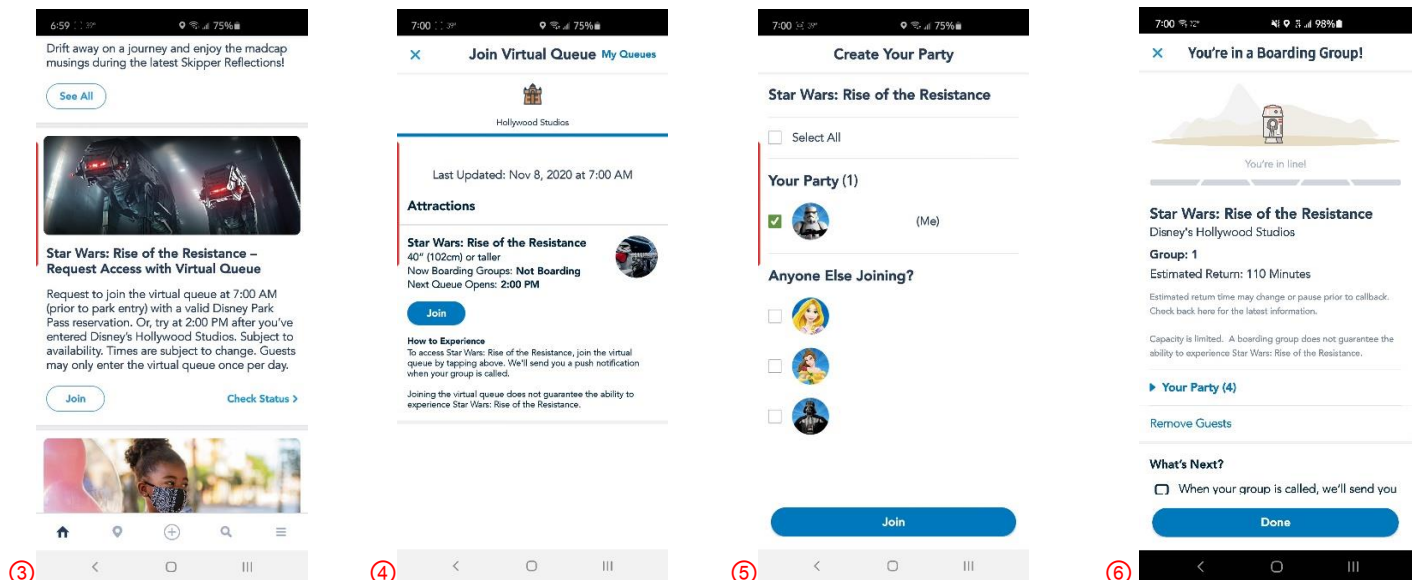 6:59 39° 75%
Drift away on a journey and enjoy the madcap
musings during the latest Skipper Reflections!
See All
Star Wars: Rise of the Resistance –
Request Access with Virtual Queue
Request to join the virtual queue at 7:00 AM
(prior to park entry) with a valid Disney Park
Pass reservation. Or, try at 2:00 PM after you've
entered Disney's Hollywood Studios. Subject to
availability. Times are subject to change. Guests
may only enter the virtual queue once per day.
Join Check Status >
③
7:00 39° 75%
× Join Virtual Queue My Queues
Hollywood Studios
Last Updated: Nov 8, 2020 at 7:00 AM
Attractions
Star Wars: Rise of the Resistance
40" (102cm) or taller
Now Boarding Groups: Not Boarding
Next Queue Opens: 2:00 PM
Join
How to Experience
To access Star Wars: Rise of the Resistance, join the virtual
queue by tapping above. We'll send you a push notification
when your group is called.
Joining the virtual queue does not guarantee the ability to
experience Star Wars: Rise of the Resistance.
④
7:00 39° 75%
Create Your Party
Star Wars: Rise of the Resistance
Select All
Your Party (1)
(Me)
Anyone Else Joining?
Join
⑤
7:00 98%
× You're in a Boarding Group!
You're in line!
Star Wars: Rise of the Resistance
Disney's Hollywood Studios
Group: 1
Estimated Return: 110 Minutes
Estimated return time may change or pause prior to callback.
Check back here for the latest information.
Capacity is limited. A boarding group does not guarantee the
ability to experience Star Wars: Rise of the Resistance.
Your Party (4)
Remove Guests
What's Next?
When your group is called, we'll send you
Done
⑥